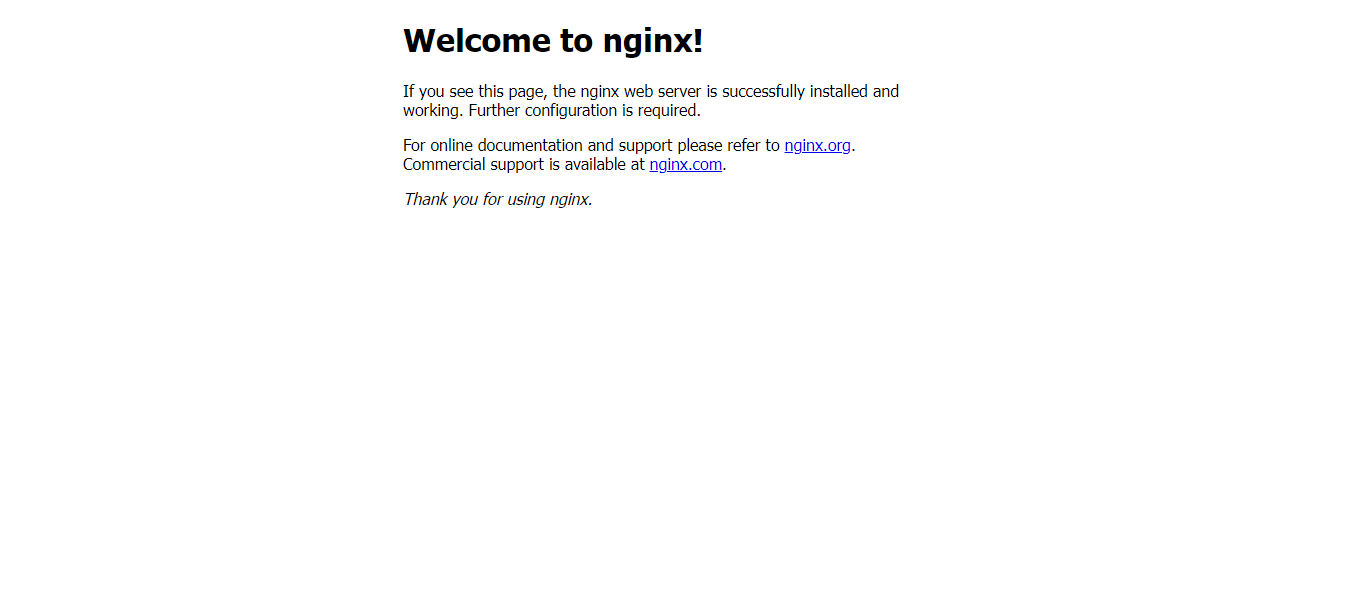 Welcome to nginx!
If you see this page, the nginx web server is successfully installed and
working. Further configuration is required.
For online documentation and support please refer to nginx.org.
Commercial support is available at nginx.com.
Thank you for using nginx.